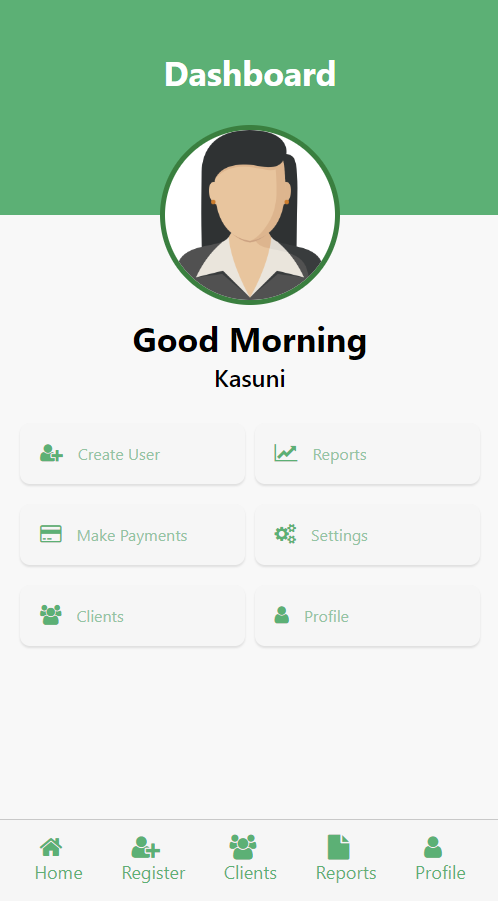 Dashboard
Good Morning
Kasuni
Create User
Reports
Make Payments
Settings
Clients
Profile
Home
Register
Clients
Reports
Profile